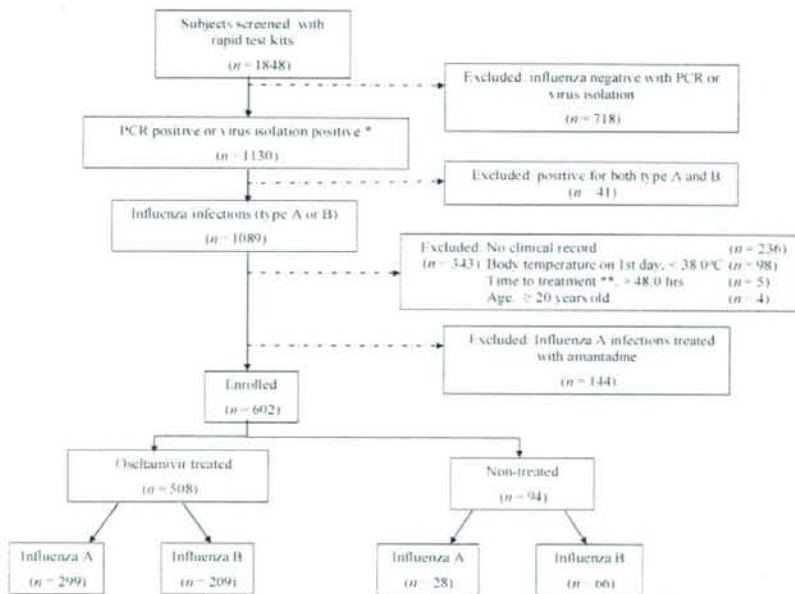 Subjects screened with
rapid test kits
(n = 1848)
Excluded: influenza negative with PCR or
virus isolation
(n = 718)
PCR positive or virus isolation positive *
(n = 1130)
Excluded: positive for both type A and B
(n = 41)
Influenza infections (type A or B)
(n = 1089)
Excluded: No clinical record (n = 236)
(n = 343) Body temperature on 1st day, < 38.0°C (n = 98)
Time to treatment **, > 48.0 hrs (n = 5)
Age, ≥ 20 years old (n = 4)
Excluded: Influenza A infections treated
with amantadine
(n = 144)
Enrolled
(n = 602)
Oseltamivir treated
(n = 508)
Non-treated
(n = 94)
Influenza A
(n = 299)
Influenza B
(n = 209)
Influenza A
(n = 28)
Influenza B
(n = 66)